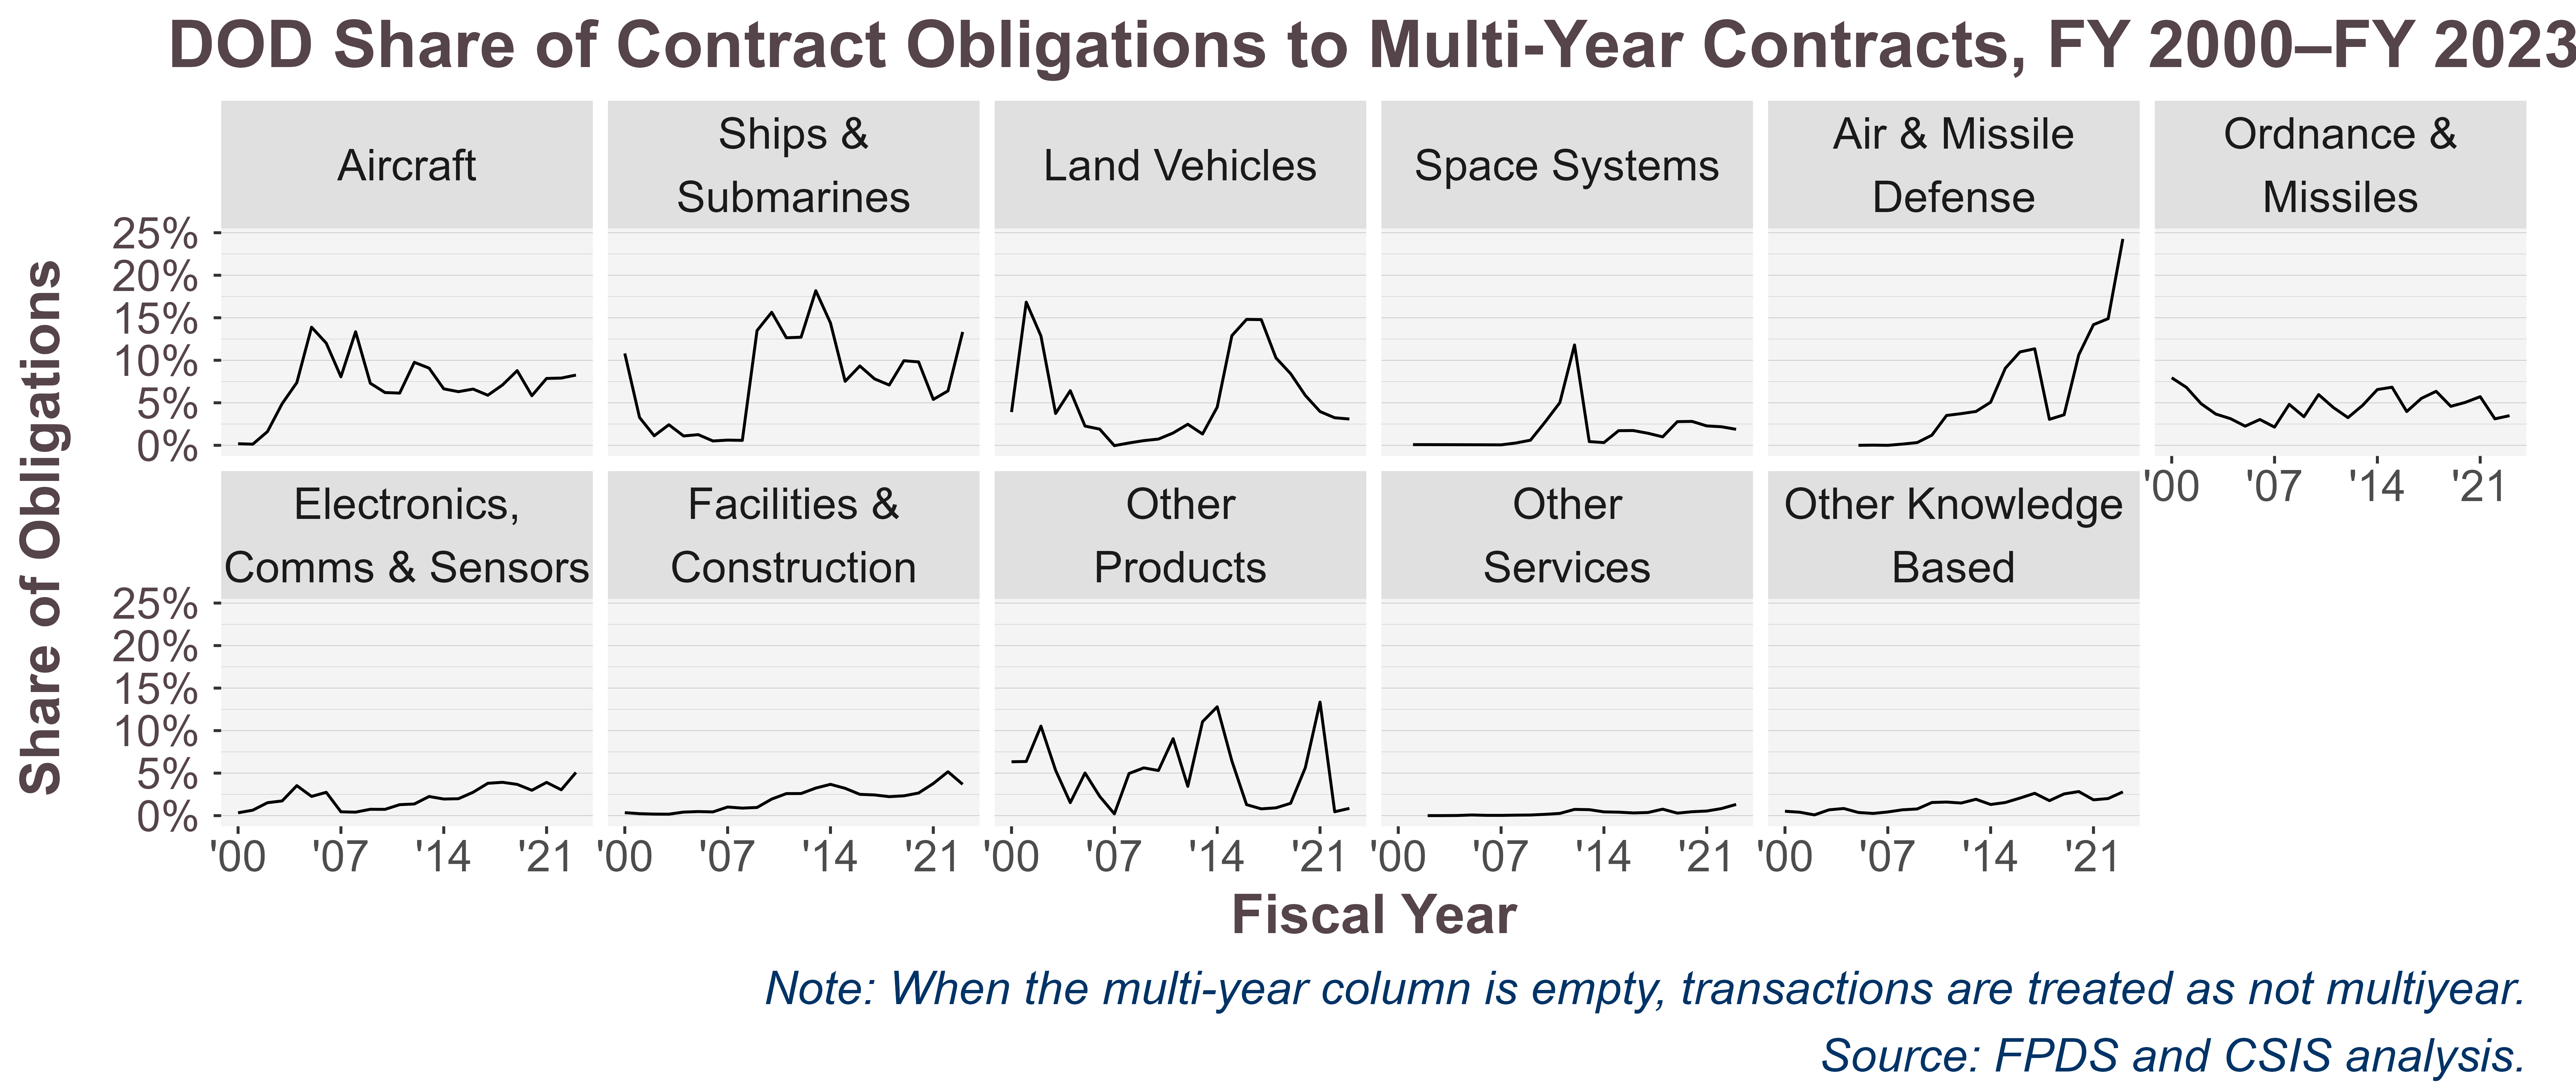 DOD Share of Contract Obligations to Multi-Year Contracts, FY 2000–FY 2023
Aircraft
Ships &
Submarines
Land Vehicles
Space Systems
Air & Missile
Defense
Ordnance &
Missiles
25%
20%
15%
10%
5%
0%
'00 '07 '14 '21
Share of Obligations
Electronics,
Comms & Sensors
Facilities &
Construction
Other
Products
Other
Services
Other Knowledge
Based
25%
20%
15%
10%
5%
0%
'00 '07 '14 '21 '00 '07 '14 '21 '00 '07 '14 '21 '00 '07 '14 '21 '00 '07 '14 '21
Fiscal Year
Note: When the multi-year column is empty, transactions are treated as not multiyear.
Source: FPDS and CSIS analysis.